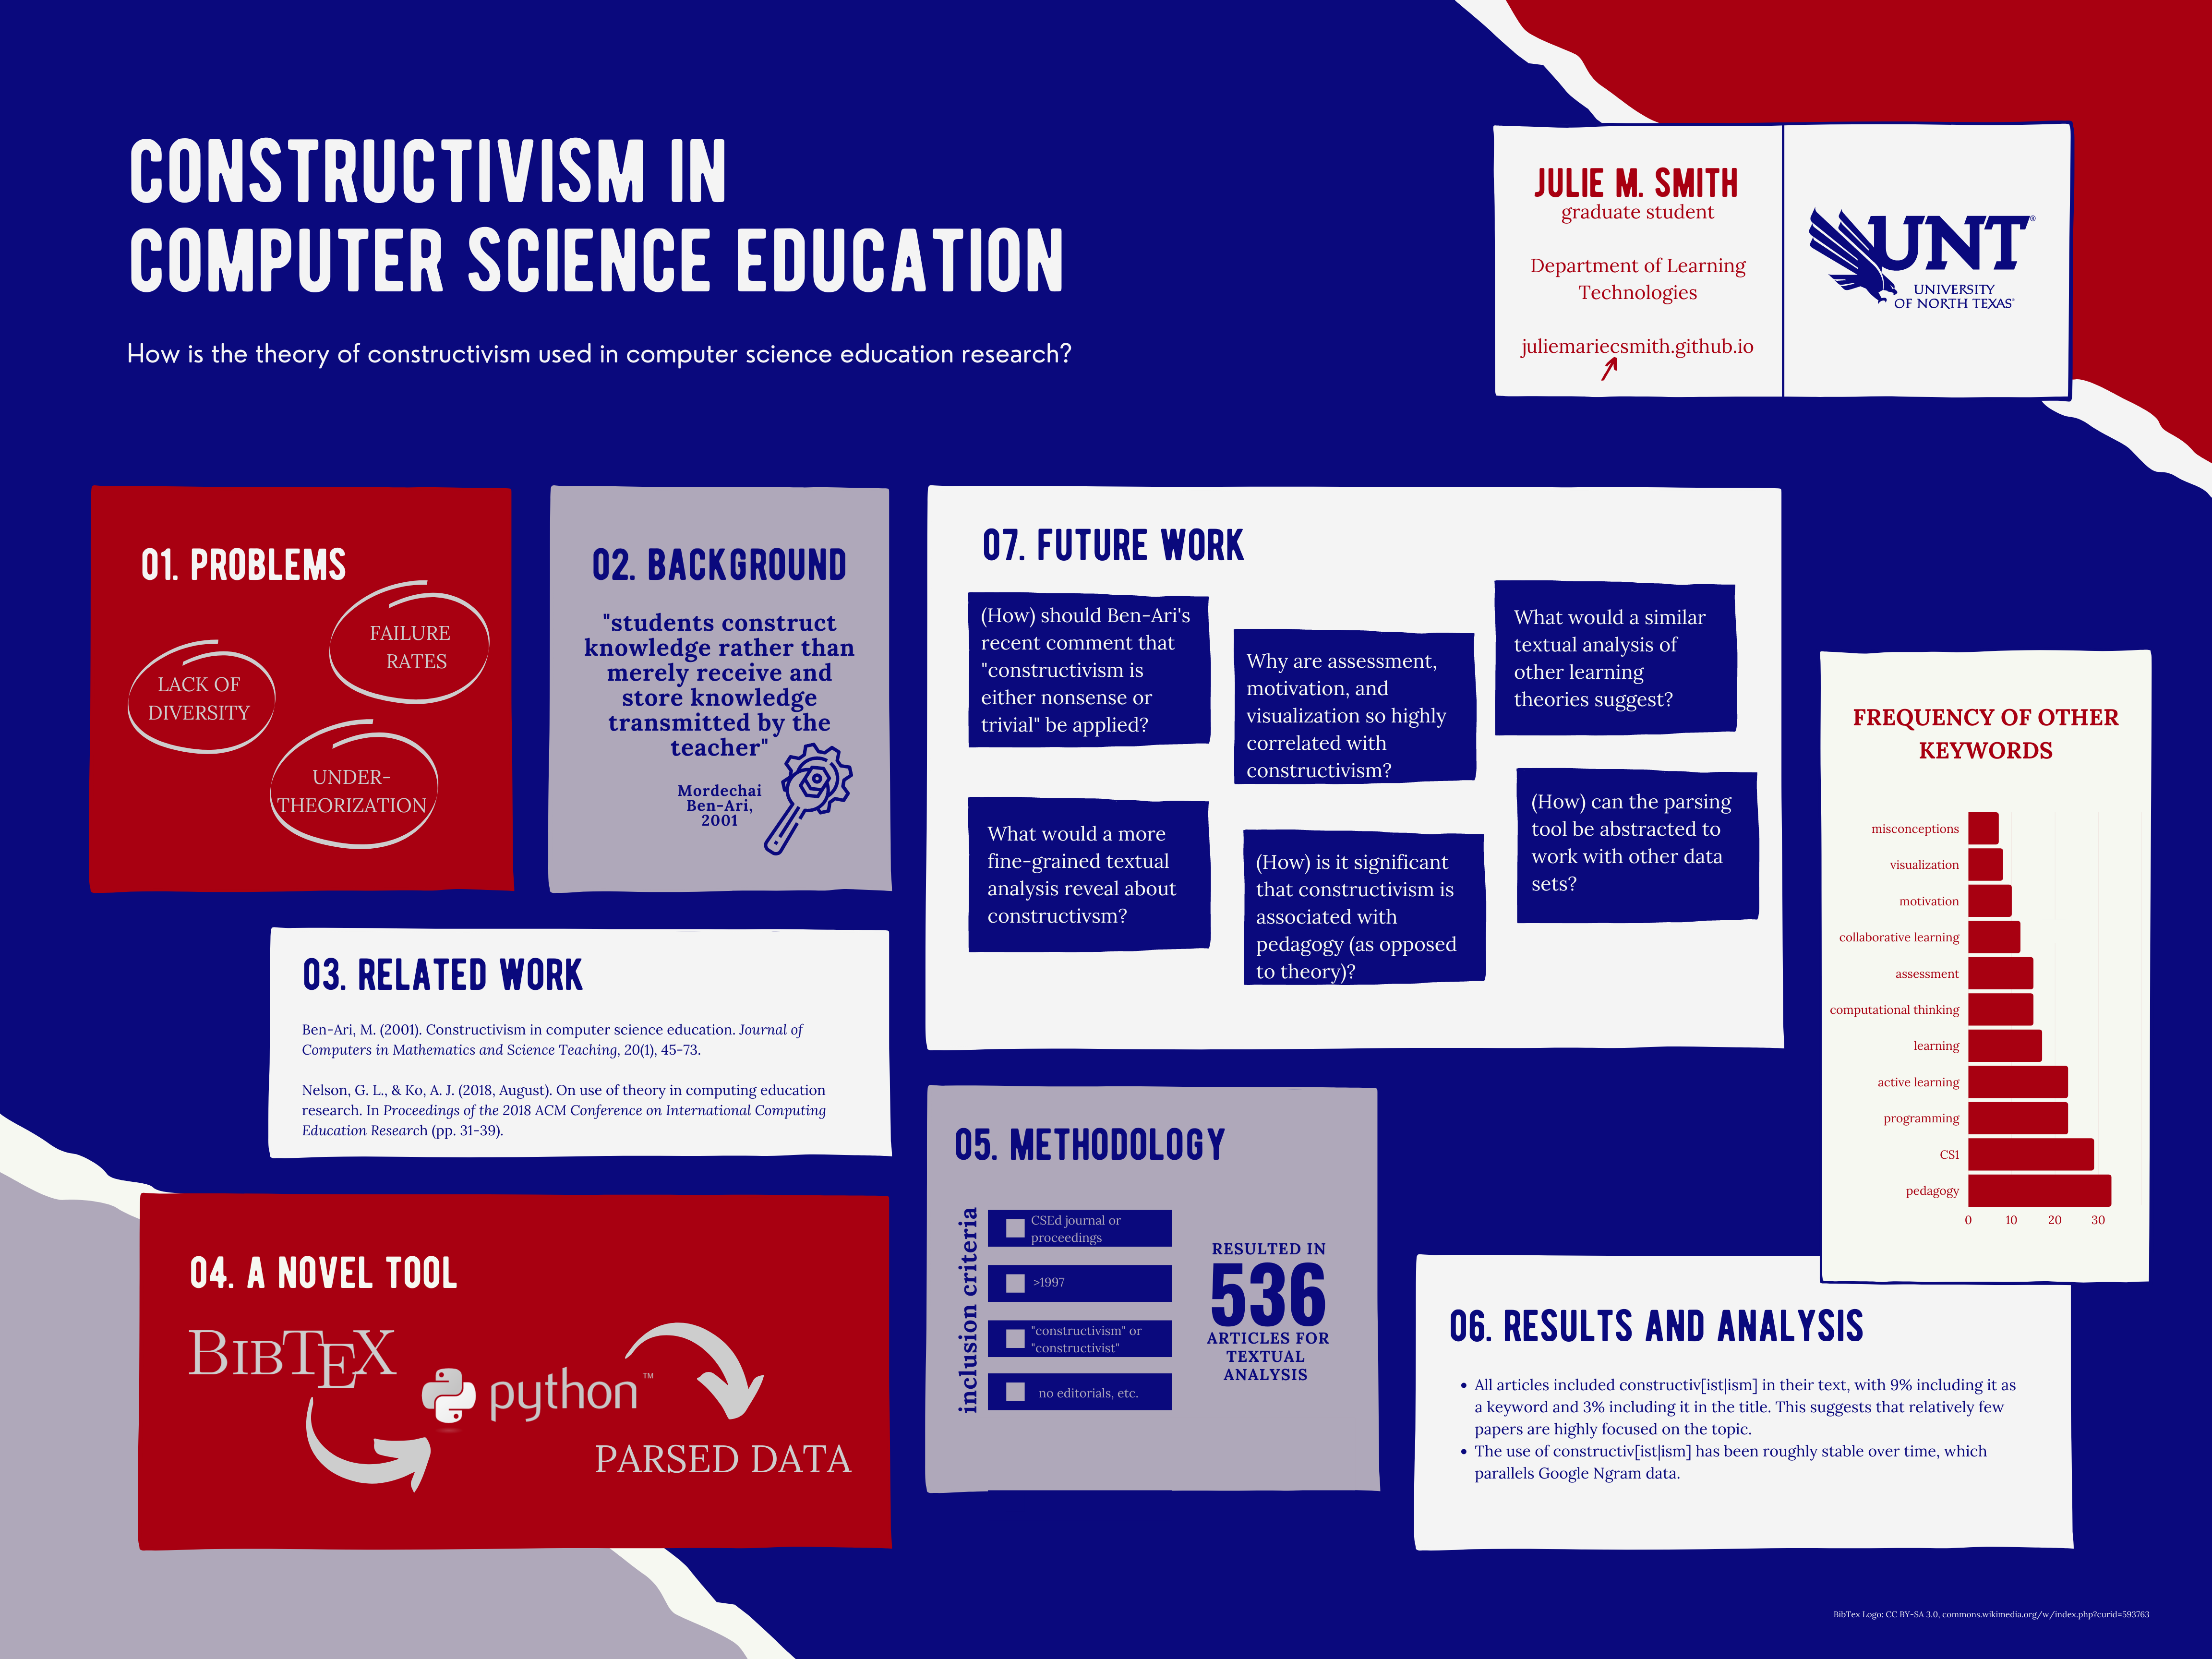 CONSTRUCTIVISM IN
COMPUTER SCIENCE EDUCATION
How is the theory of constructivism used in computer science education research?
JULIE M. SMITH
graduate student
Department of Learning
Technologies
juliemariecsmith.github.io
UNT®
UNIVERSITY
OF NORTH TEXAS®
01. PROBLEMS
FAILURE
RATES
LACK OF
DIVERSITY
UNDER-
THEORIZATION
02. BACKGROUND
"students construct
knowledge rather than
merely receive and
store knowledge
transmitted by the
teacher"
Mordechai
Ben-Ari,
2001
03. RELATED WORK
Ben-Ari, M. (2001). Constructivism in computer science education. Journal of
Computers in Mathematics and Science Teaching, 20(1), 45-73.
Nelson, G. L., & Ko, A. J. (2018, August). On use of theory in computing education
research. In Proceedings of the 2018 ACM Conference on International Computing
Education Research (pp. 31-39).
04. A NOVEL TOOL
BIBTEX
python™
PARSED DATA
05. METHODOLOGY
inclusion criteria
CSEd journal or
proceedings
>1997
"constructivism" or
"constructivist"
no editorials, etc.
RESULTED IN
536
ARTICLES FOR
TEXTUAL
ANALYSIS
06. RESULTS AND ANALYSIS
• All articles included constructiv[ist|ism] in their text, with 9% including it as
a keyword and 3% including it in the title. This suggests that relatively few
papers are highly focused on the topic.
• The use of constructiv[ist|ism] has been roughly stable over time, which
parallels Google Ngram data.
FREQUENCY OF OTHER
KEYWORDS
misconceptions
visualization
motivation
collaborative learning
assessment
computational thinking
learning
active learning
programming
CS1
pedagogy
0 10 20 30
07. FUTURE WORK
(How) should Ben-Ari's
recent comment that
"constructivism is
either nonsense or
trivial" be applied?
Why are assessment,
motivation, and
visualization so highly
correlated with
constructivism?
What would a similar
textual analysis of
other learning
theories suggest?
What would a more
fine-grained textual
analysis reveal about
constructivsm?
(How) is it significant
that constructivism is
associated with
pedagogy (as opposed
to theory)?
(How) can the parsing
tool be abstracted to
work with other data
sets?
BibTex Logo: CC BY-SA 3.0, commons.wikimedia.org/w/index.php?curid=593763